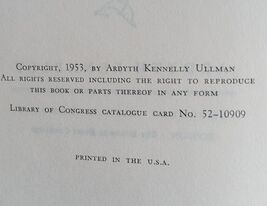 Copyright, 1953, by Ardyth Kennelly Ullman
All rights reserved including the right to reproduce
this book or parts thereof in any form
Library of Congress catalogue card No. 52-10909
printed in the U.S.A.